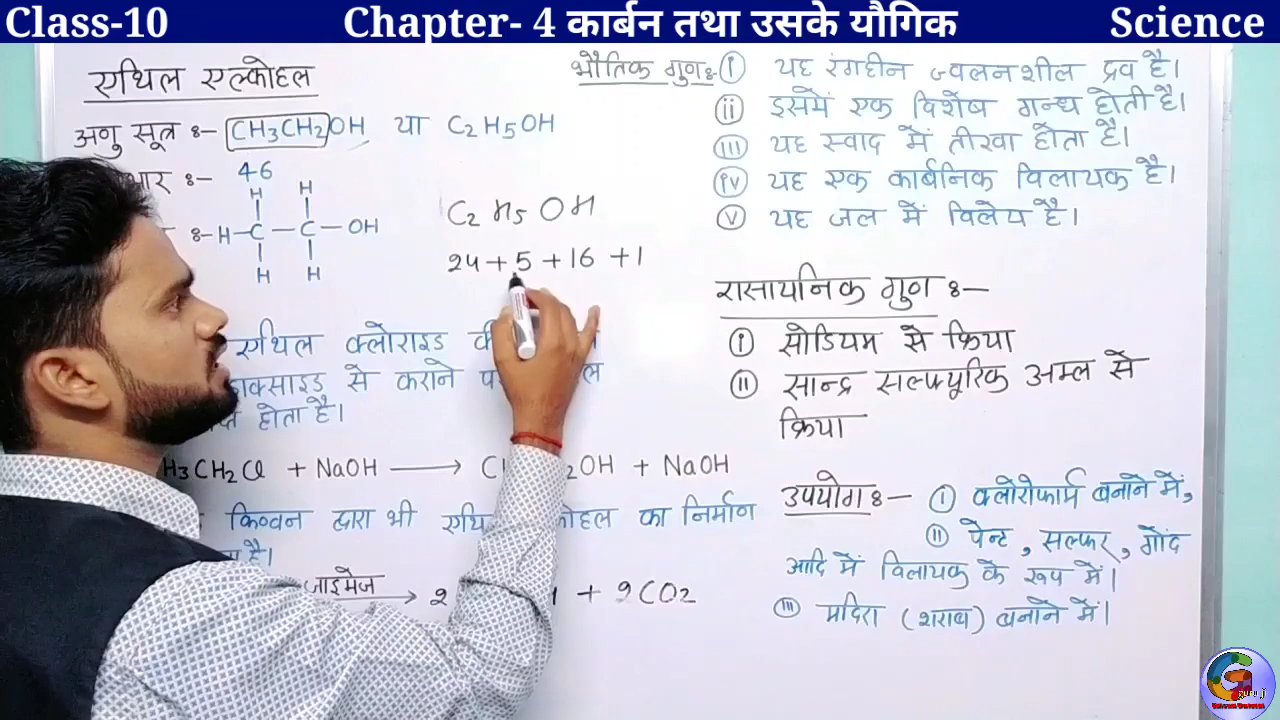 Class-10 Chapter- 4 कार्बन तथा उसके यौगिक Science
एथिल एल्कोहल
अणु सूत्र :- CH3CH2OH या C2H5OH
भार :- 46
H H
:- H-C-C-OH
H H
C2H5OH
24+5+16+1
एथिल क्लोराइड
से कराने
होता है।
H3CH2Cl + NaOH → 2OH + NaOH
किण्वन द्वारा भी का निर्माण
है।
जाइमेज
→ 2 + 2CO2
भौतिक गुण:- (i) यह रंगहीन ज्वलनशील द्रव है।
(ii) इसमें एक विशेष गन्ध होती है।
(iii) यह स्वाद में तीखा होता है।
(iv) यह एक कार्बनिक विलायक है।
(v) यह जल में विलेय है।
रासायनिक गुण :-
(i) सोडियम से क्रिया
(ii) सान्द्र सल्फ्यूरिक अम्ल से
क्रिया
उपयोग :- (i) क्लोरोफार्म बनाने में,
(ii) पेन्ट, सल्फर, गोंद
आदि में विलायक के रूप में।
(iii) मदिरा (शराब) बनाने में।